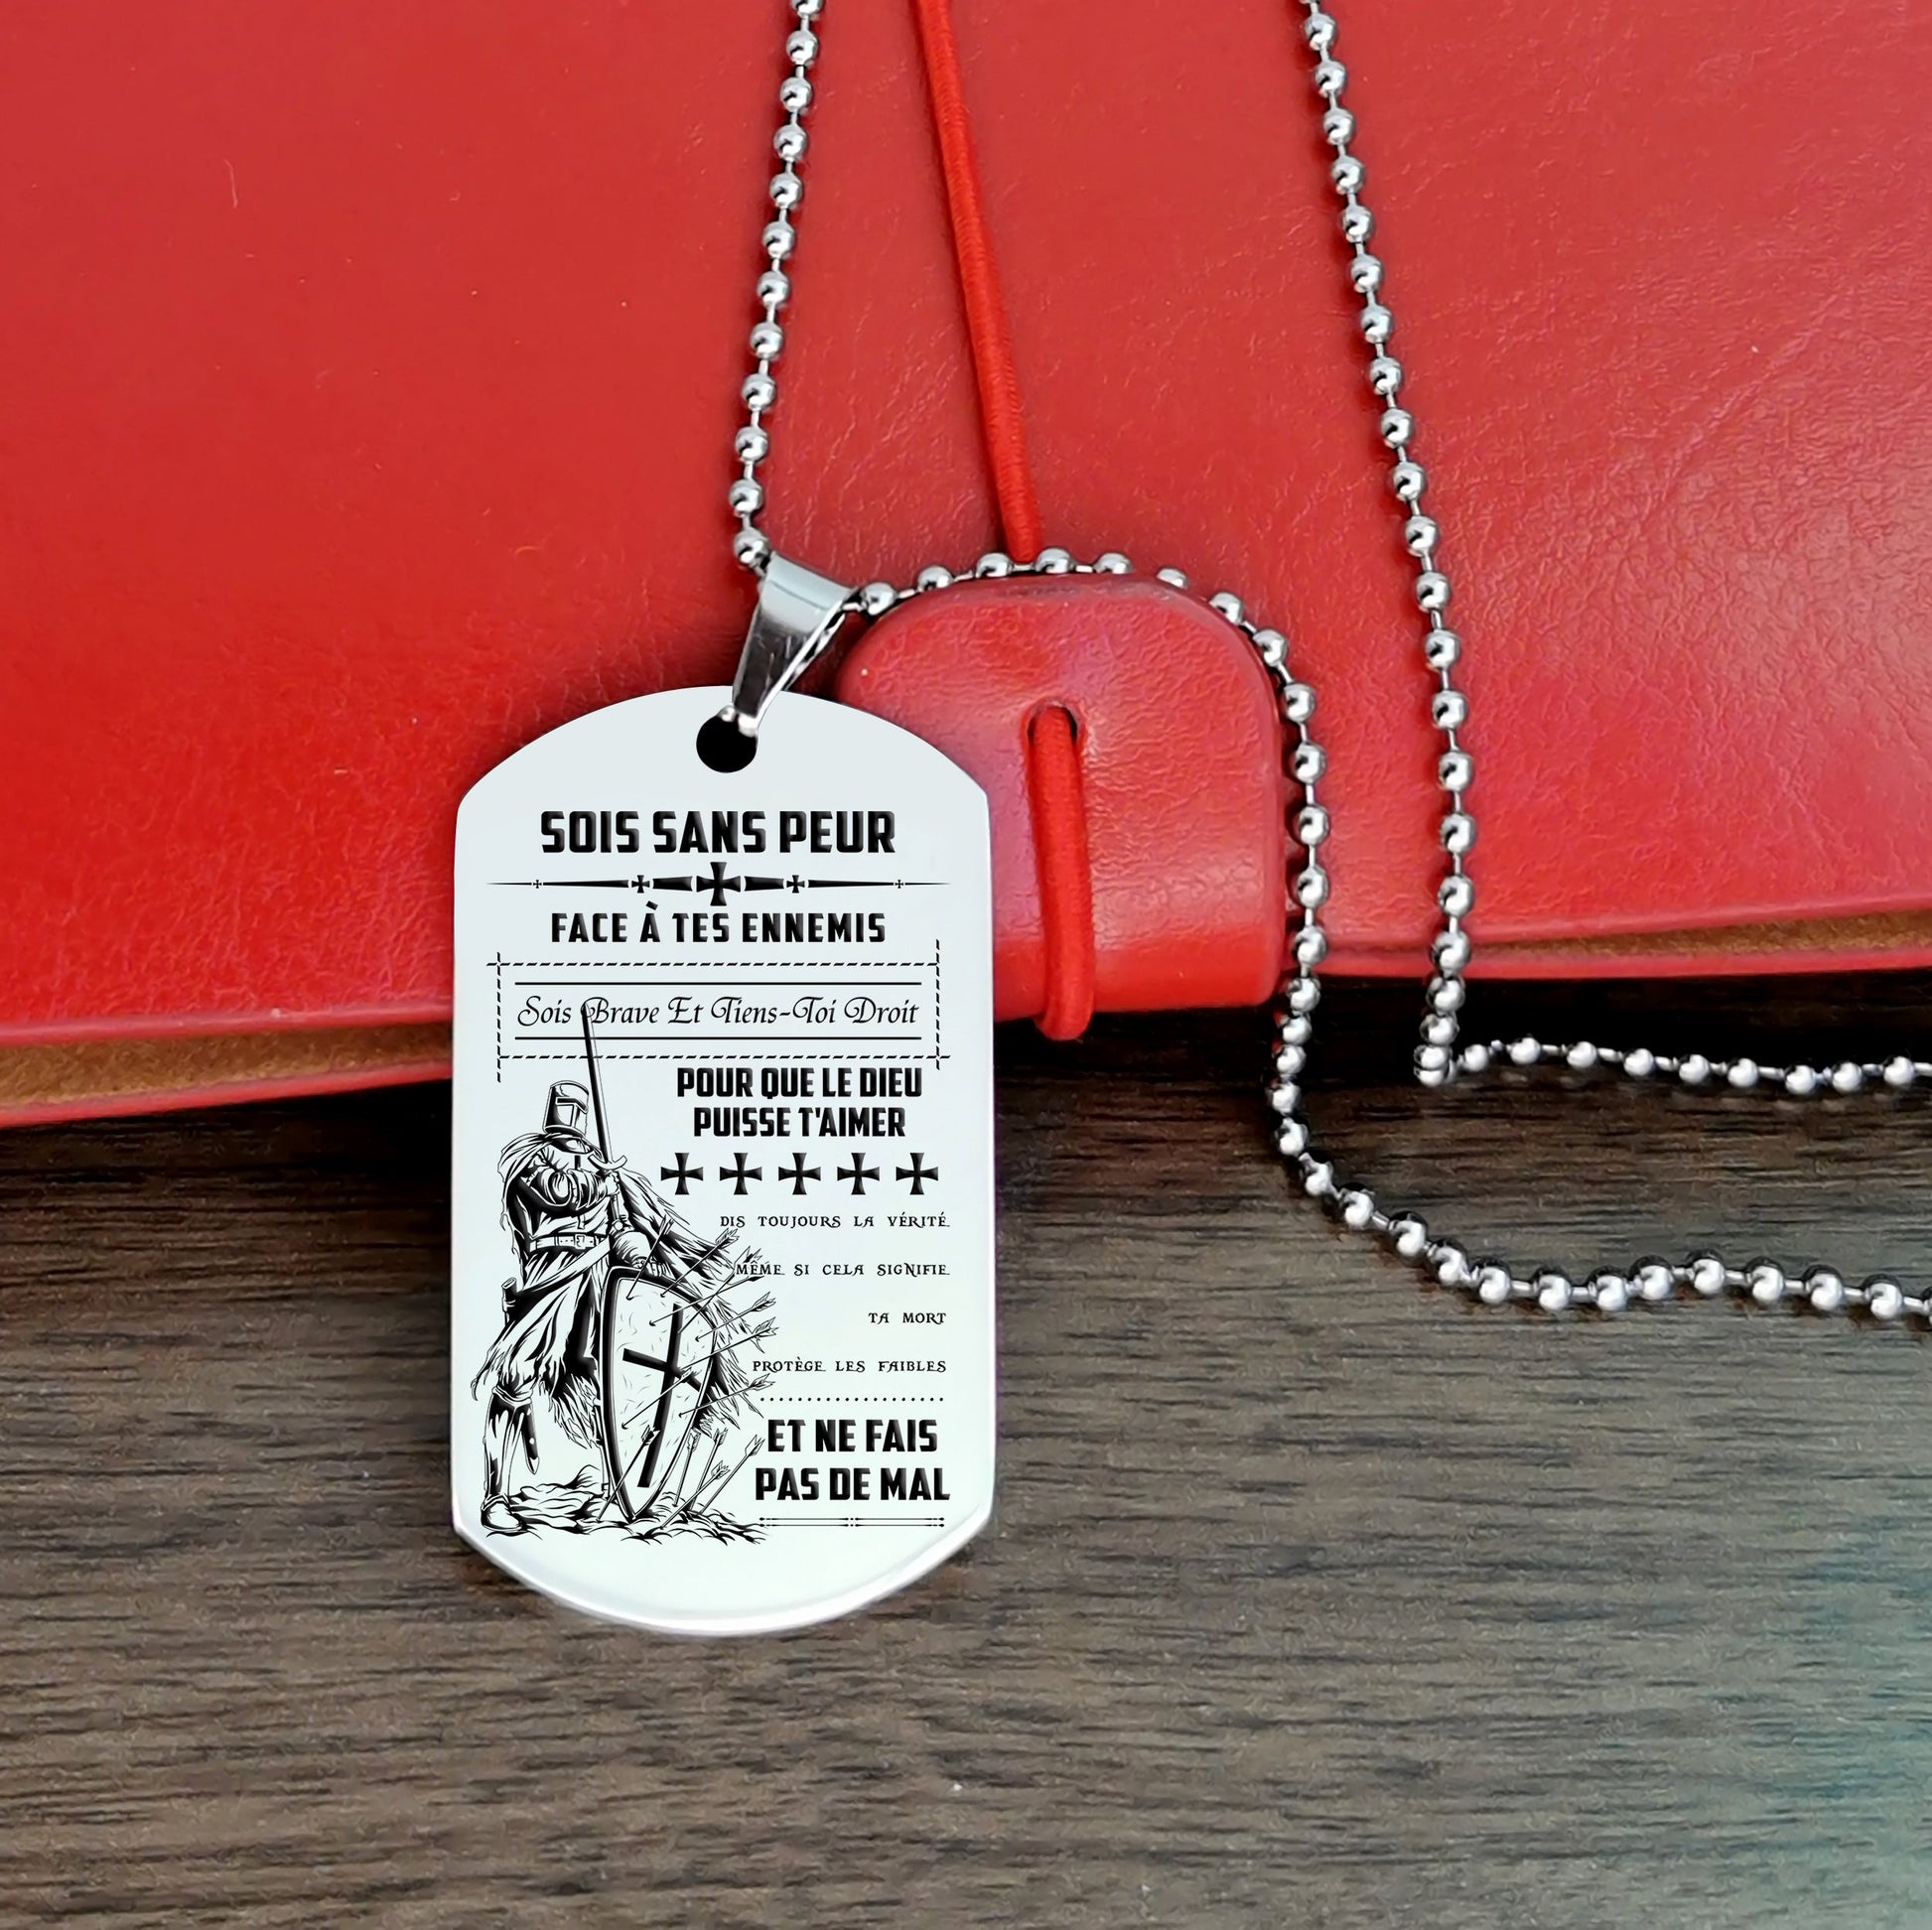 SOIS SANS PEUR
FACE À TES ENNEMIS
Sois Brave Et Tiens-Toi Droit
POUR QUE LE DIEU
PUISSE T'AIMER
DIS TOUJOURS LA VÉRITÉ
MÊME SI CELA SIGNIFIE
TA MORT
PROTÈGE LES FAIBLES
ET NE FAIS
PAS DE MAL